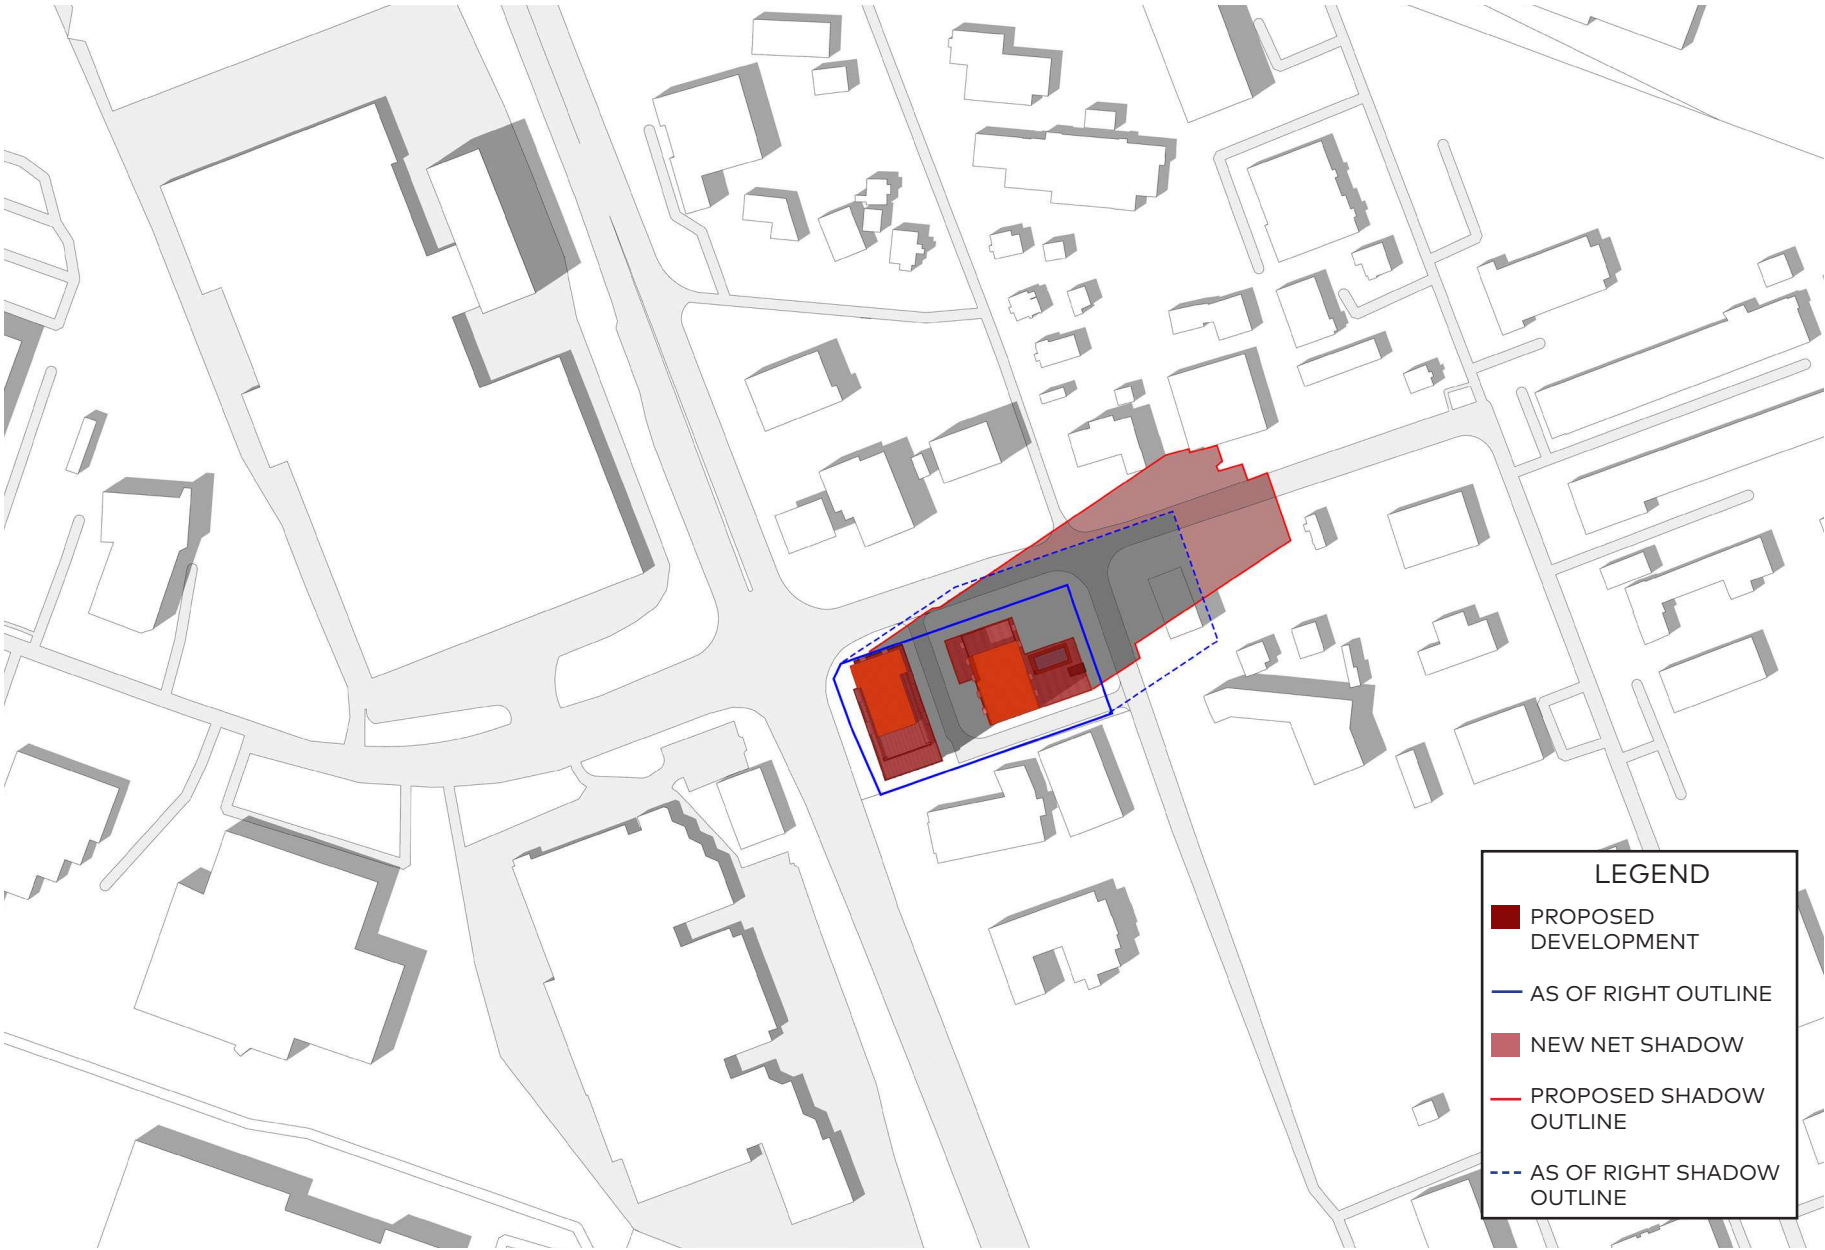 LEGEND
PROPOSED
DEVELOPMENT
AS OF RIGHT OUTLINE
NEW NET SHADOW
PROPOSED SHADOW
OUTLINE
AS OF RIGHT SHADOW
OUTLINE